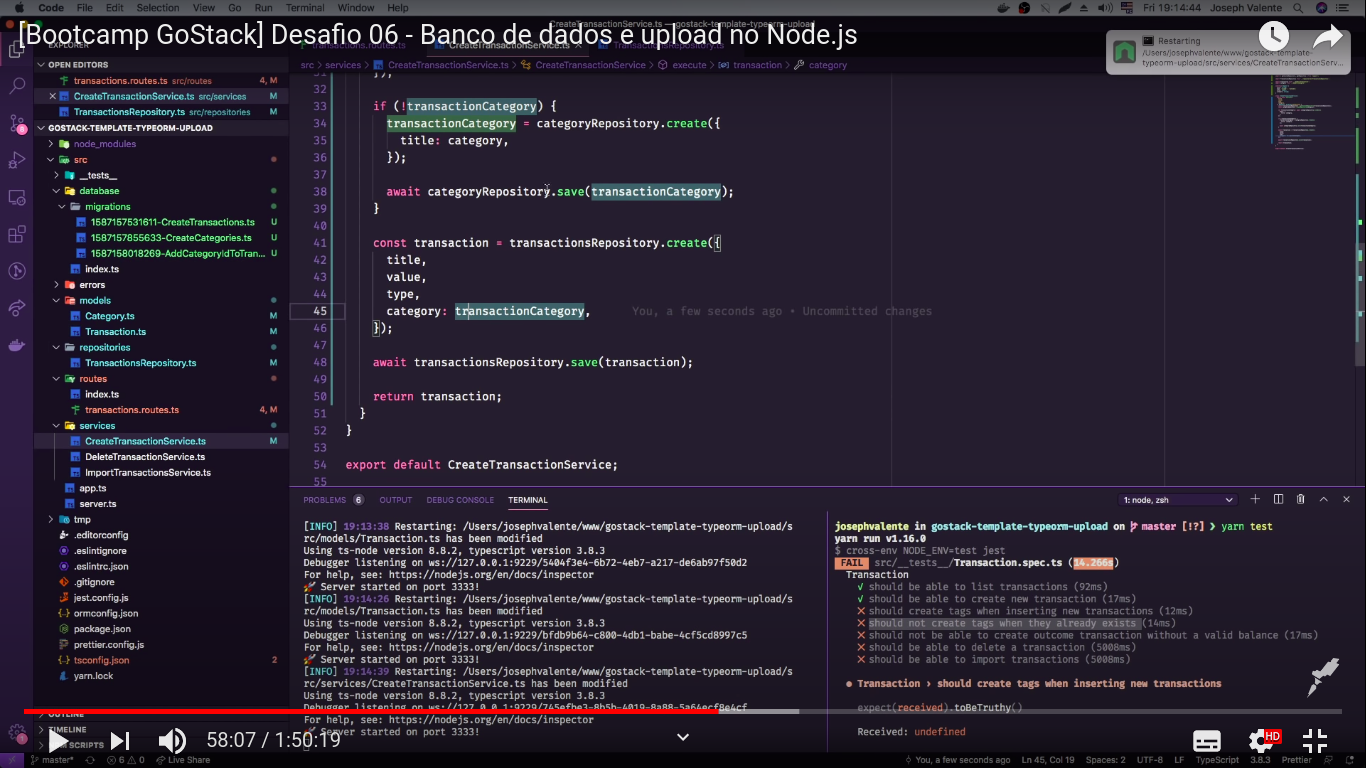 Code File Edit Selection View Go Run Terminal Window Help Fri 19:14:44 Joseph Valente
CreateTransactionService.ts — gostack-template-typeorm-upload
[Bootcamp GoStack] Desafio 06 - Banco de dados e upload no Node.js
Restarting
/Users/josephvalente/www/gostack-template-
typeorm-upload/src/services/CreateTransactionServ...
EXPLORER
OPEN EDITORS
transactions.routes.ts src/routes 4, M
CreateTransactionService.ts src/services M
TransactionsRepository.ts src/repositories M
GOSTACK-TEMPLATE-TYPEORM-UPLOAD
node_modules
src
__tests__
database
migrations
1587157531611-CreateTransactions.ts U
1587157855633-CreateCategories.ts U
1587158018269-AddCategoryIdToTran... U
index.ts
errors
models
Category.ts M
Transaction.ts M
repositories
TransactionsRepository.ts M
routes
index.ts
transactions.routes.ts 4, M
services
CreateTransactionService.ts M
DeleteTransactionService.ts
ImportTransactionsService.ts
app.ts
server.ts
tmp
.editorconfig
.eslintignore
.eslintrc.json
.gitignore
jest.config.js
ormconfig.json
package.json
prettier.config.js
tsconfig.json 2
yarn.lock
OUTLINE
TIMELINE
NPM SCRIPTS
transactions.routes.ts CreateTransactionService.ts TransactionsRepository.ts
src > services > CreateTransactionService.ts > CreateTransactionService > execute > transaction > category
31 });
32
33 if (!transactionCategory) {
34 transactionCategory = categoryRepository.create({
35 title: category,
36 });
37
38 await categoryRepository.save(transactionCategory);
39 }
40
41 const transaction = transactionsRepository.create({
42 title,
43 value,
44 type,
45 category: transactionCategory, You, a few seconds ago • Uncommitted changes
46 });
47
48 await transactionsRepository.save(transaction);
49
50 return transaction;
51 }
52 }
53
54 export default CreateTransactionService;
55
PROBLEMS 6 OUTPUT DEBUG CONSOLE TERMINAL 1: node, zsh
[INFO] 19:13:38 Restarting: /Users/josephvalente/www/gostack-template-typeorm-upload/s
rc/models/Transaction.ts has been modified
Using ts-node version 8.8.2, typescript version 3.8.3
Debugger listening on ws://127.0.0.1:9229/5404f3e4-6b72-4eb7-a217-de6ab97f50d2
For help, see: https://nodejs.org/en/docs/inspector
🚀 Server started on port 3333!
[INFO] 19:14:26 Restarting: /Users/josephvalente/www/gostack-template-typeorm-upload/s
rc/models/Transaction.ts has been modified
Using ts-node version 8.8.2, typescript version 3.8.3
Debugger listening on ws://127.0.0.1:9229/bfdb9b64-c800-4db1-babe-4cf5cd8997c5
For help, see: https://nodejs.org/en/docs/inspector
🚀 Server started on port 3333!
[INFO] 19:14:39 Restarting: /Users/josephvalente/www/gostack-template-typeorm-upload/s
rc/services/CreateTransactionService.ts has been modified
Using ts-node version 8.8.2, typescript version 3.8.3
Debugger listening on ws://127.0.0.1:9229/
For help, see: https://nodejs.org/en/docs/inspector
Server started on port 3333!
josephvalente in gostack-template-typeorm-upload on master [!?] ❯ yarn test
yarn run v1.16.0
$ cross-env NODE_ENV=test jest
FAIL src/__tests__/Transaction.spec.ts (14.266s)
Transaction
√ should be able to list transactions (92ms)
√ should be able to create new transaction (17ms)
✕ should create tags when inserting new transactions (12ms)
✕ should not create tags when they already exists (14ms)
✕ should not be able to create outcome transaction without a valid balance (17ms)
✕ should be able to delete a transaction (5008ms)
✕ should be able to import transactions (5008ms)
● Transaction › should create tags when inserting new transactions
expect(received).toBeTruthy()
Received: undefined
58:07 / 1:50:19
HD
master* 6 0 Live Share You, a few seconds ago Ln 45, Col 19 Spaces: 2 UTF-8 LF TypeScript 3.8.3 Prettier